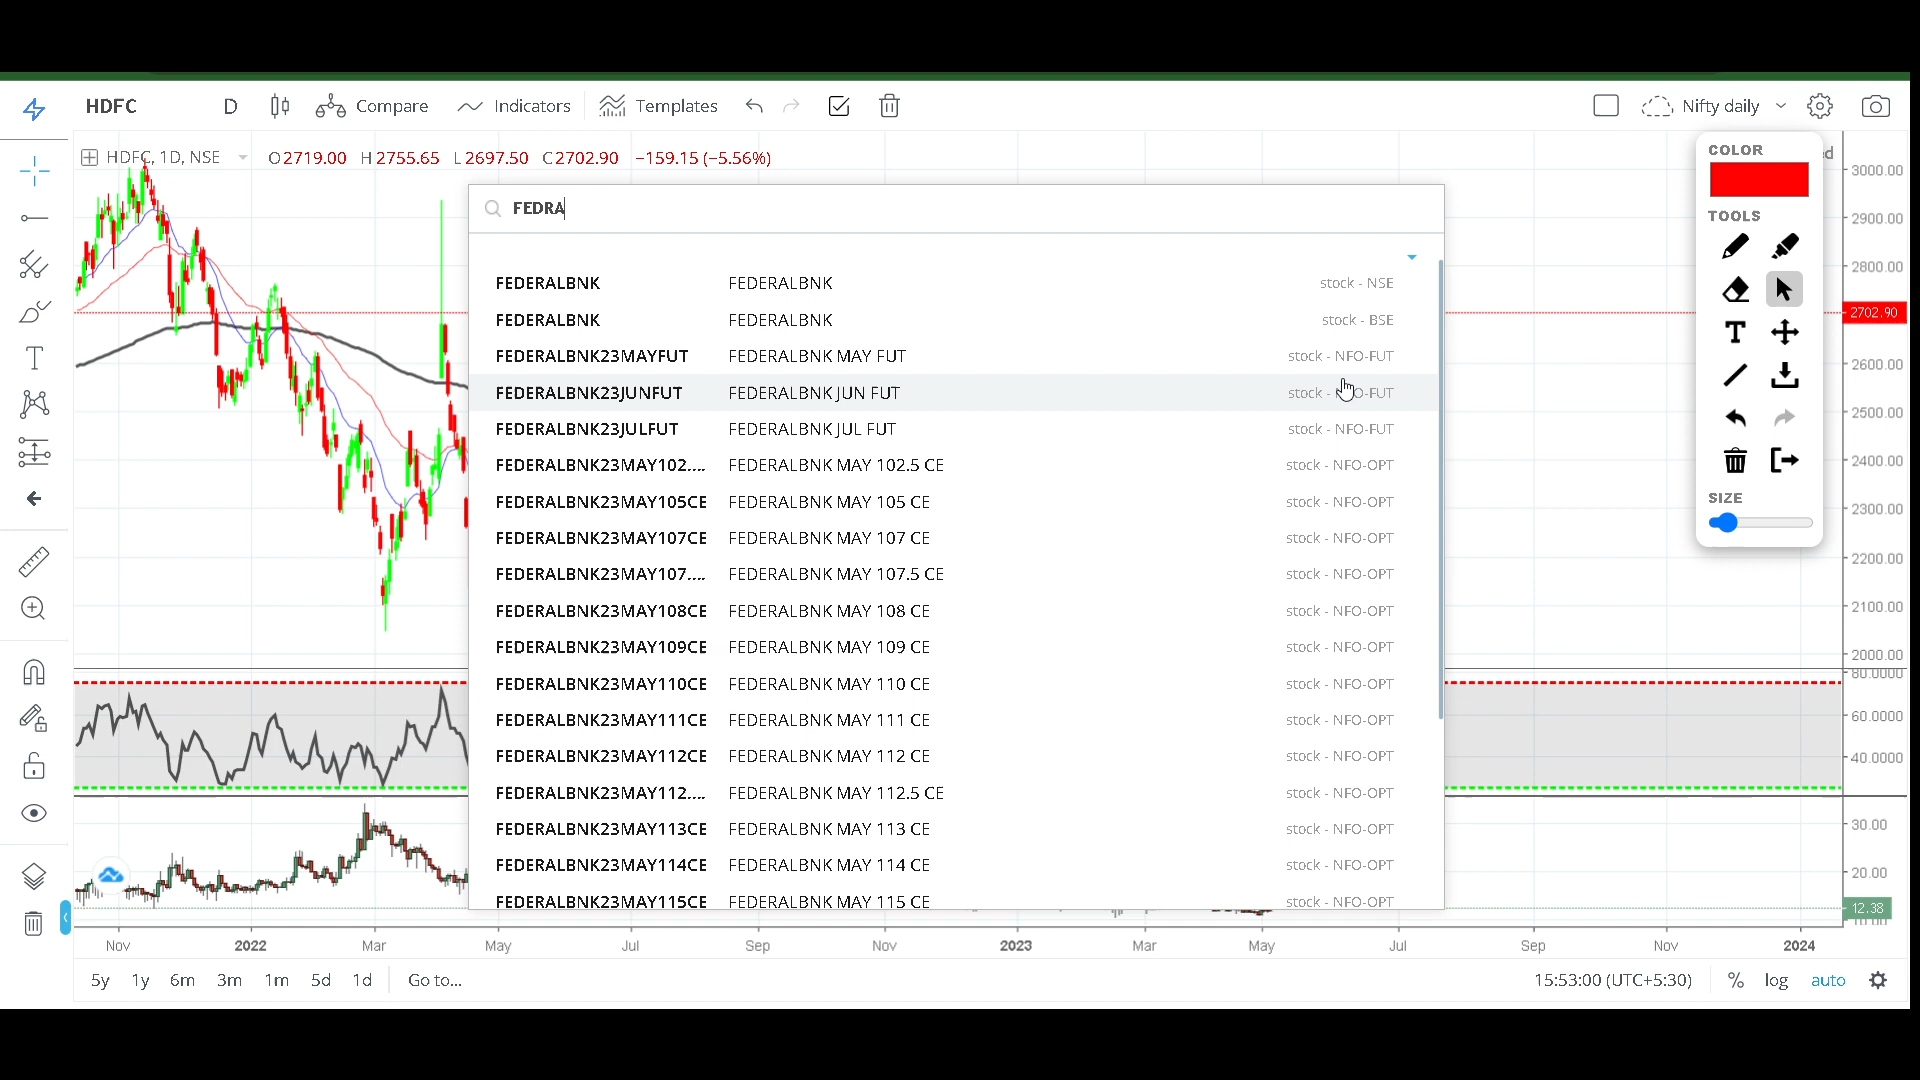 HDFC D Compare Indicators Templates Nifty daily
HDFC, 1D, NSE O2719.00 H2755.65 L2697.50 C2702.90 −159.15 (−5.56%)
FEDRA
FEDERALBNK FEDERALBNK stock - NSE
FEDERALBNK FEDERALBNK stock - BSE
FEDERALBNK23MAYFUT FEDERALBNK MAY FUT stock - NFO-FUT
FEDERALBNK23JUNFUT FEDERALBNK JUN FUT stock - NFO-FUT
FEDERALBNK23JULFUT FEDERALBNK JUL FUT stock - NFO-FUT
FEDERALBNK23MAY102.... FEDERALBNK MAY 102.5 CE stock - NFO-OPT
FEDERALBNK23MAY105CE FEDERALBNK MAY 105 CE stock - NFO-OPT
FEDERALBNK23MAY107CE FEDERALBNK MAY 107 CE stock - NFO-OPT
FEDERALBNK23MAY107.... FEDERALBNK MAY 107.5 CE stock - NFO-OPT
FEDERALBNK23MAY108CE FEDERALBNK MAY 108 CE stock - NFO-OPT
FEDERALBNK23MAY109CE FEDERALBNK MAY 109 CE stock - NFO-OPT
FEDERALBNK23MAY110CE FEDERALBNK MAY 110 CE stock - NFO-OPT
FEDERALBNK23MAY111CE FEDERALBNK MAY 111 CE stock - NFO-OPT
FEDERALBNK23MAY112CE FEDERALBNK MAY 112 CE stock - NFO-OPT
FEDERALBNK23MAY112.... FEDERALBNK MAY 112.5 CE stock - NFO-OPT
FEDERALBNK23MAY113CE FEDERALBNK MAY 113 CE stock - NFO-OPT
FEDERALBNK23MAY114CE FEDERALBNK MAY 114 CE stock - NFO-OPT
FEDERALBNK23MAY115CE FEDERALBNK MAY 115 CE stock - NFO-OPT
COLOR
TOOLS
T
SIZE
3000.00
2900.00
2800.00
2702.90
2600.00
2500.00
2400.00
2300.00
2200.00
2100.00
2000.00
80.0000
60.0000
40.0000
30.00
20.00
12.38
Nov 2022 Mar May Jul Sep Nov 2023 Mar May Jul Sep Nov 2024
5y 1y 6m 3m 1m 5d 1d Go to... 15:53:00 (UTC+5:30) % log auto